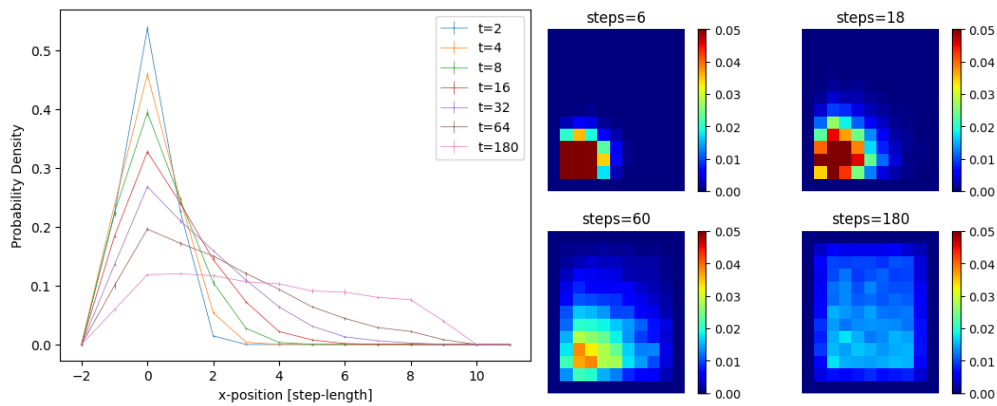 Probability Density
0.5
0.4
0.3
0.2
0.1
0.0
−2
0
2
4
6
8
10
x-position [step-length]
t=2
t=4
t=8
t=16
t=32
t=64
t=180
steps=6
0.05
0.04
0.03
0.02
0.01
0.00
steps=18
0.05
0.04
0.03
0.02
0.01
0.00
steps=60
0.05
0.04
0.03
0.02
0.01
0.00
steps=180
0.05
0.04
0.03
0.02
0.01
0.00